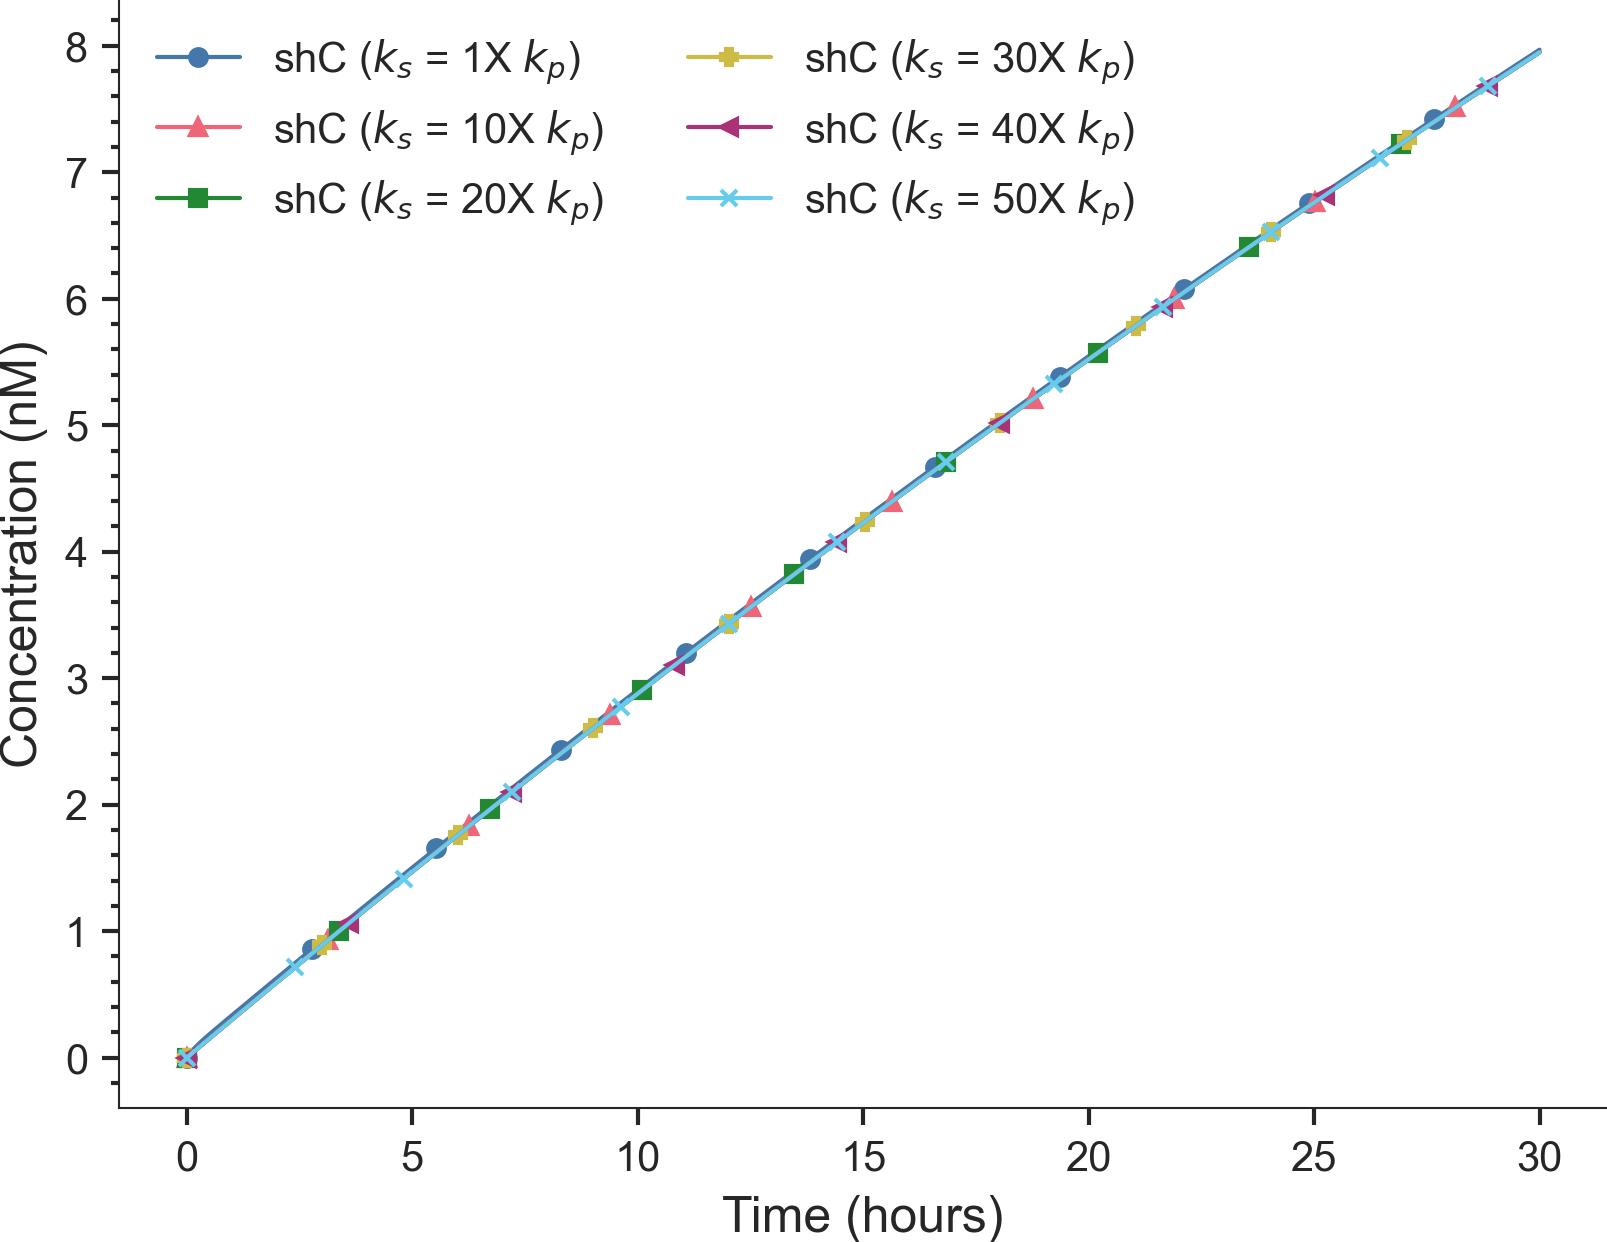 8
7
6
5
4
3
2
1
0
Concentration (nM)
shC (kₛ = 1X kₚ)
shC (kₛ = 10X kₚ)
shC (kₛ = 20X kₚ)
shC (kₛ = 30X kₚ)
shC (kₛ = 40X kₚ)
shC (kₛ = 50X kₚ)
0 5 10 15 20 25 30
Time (hours)